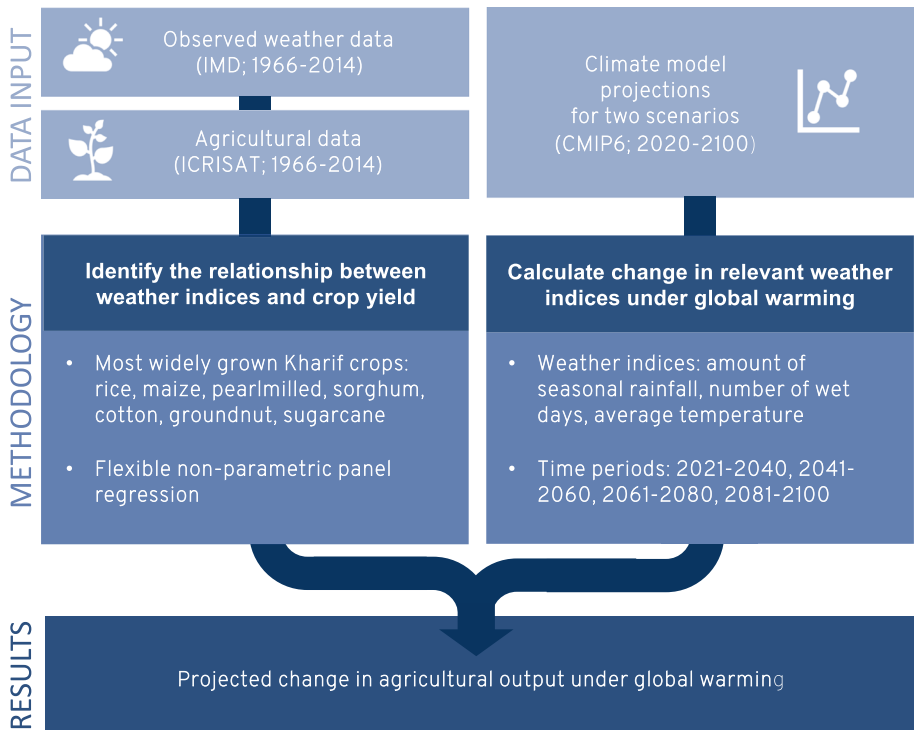 DATA INPUT
Observed weather data
(IMD; 1966-2014)
Agricultural data
(ICRISAT; 1966-2014)
Climate model
projections
for two scenarios
(CMIP6; 2020-2100)
METHODOLOGY
Identify the relationship between
weather indices and crop yield
• Most widely grown Kharif crops:
rice, maize, pearlmilled, sorghum,
cotton, groundnut, sugarcane
• Flexible non-parametric panel
regression
Calculate change in relevant weather
indices under global warming
• Weather indices: amount of
seasonal rainfall, number of wet
days, average temperature
• Time periods: 2021-2040, 2041-
2060, 2061-2080, 2081-2100
RESULTS
Projected change in agricultural output under global warming